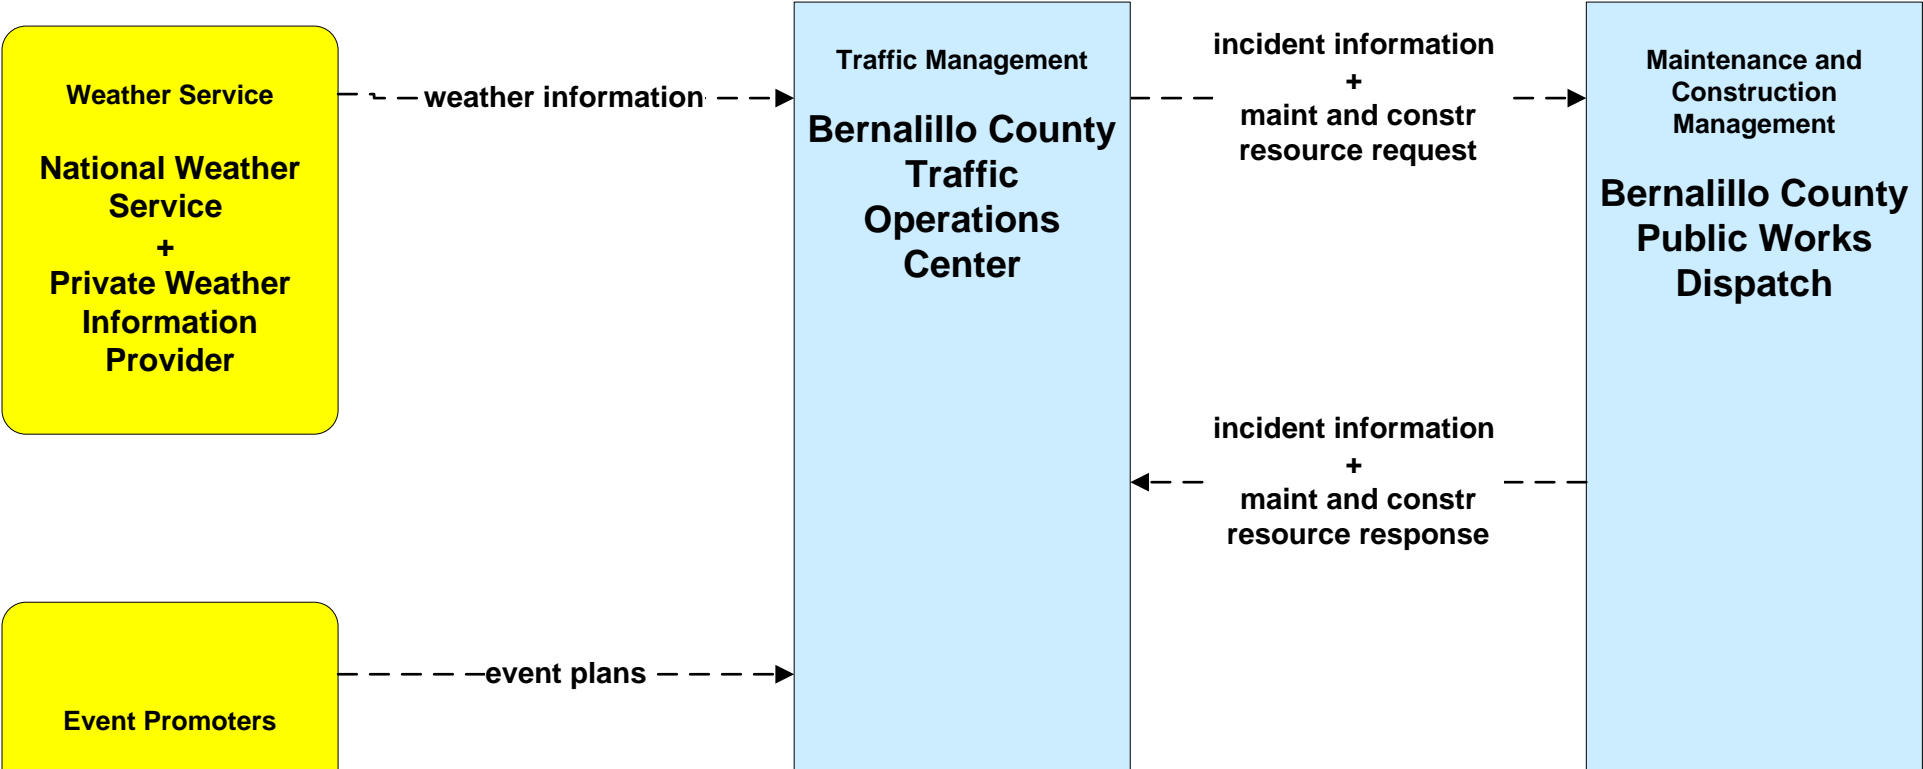 Weather Service
National Weather
Service
+
Private Weather
Information
Provider
weather information
Traffic Management
Bernalillo County
Traffic
Operations
Center
incident information
+
maint and constr
resource request
Maintenance and
Construction
Management
Bernalillo County
Public Works
Dispatch
incident information
+
maint and constr
resource response
Event Promoters
event plans